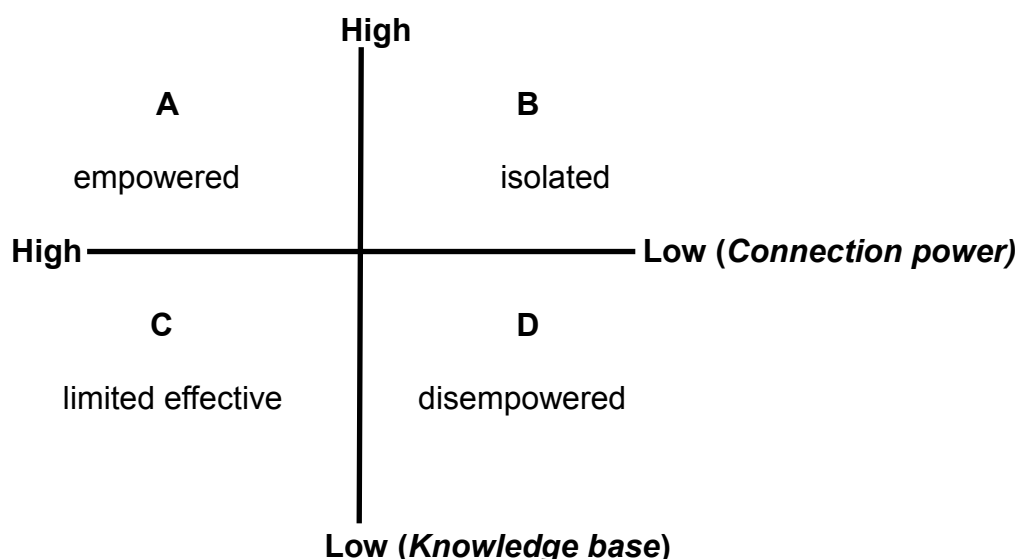 High
A B
empowered isolated
High Low (Connection power)
C D
limited effective disempowered
Low (Knowledge base)